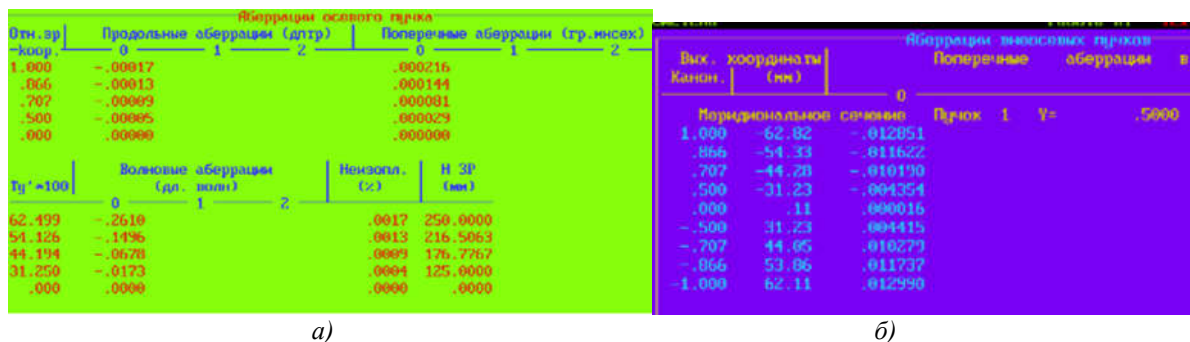 Аберрации осевого пучка
Отн.зр Продольные аберрации (дптр) Поперечные аберрации (гр.мнсек)
-коор. 0 1 2 0 1 2
1.000 -.00017 .000216
.866 -.00013 .000144
.707 -.00009 .000081
.500 -.00005 .000029
.000 .00000 .000000
Волновые аберрации Неизопл. Н ЗР
Tg'*100 (дл. волн) (%) (мм)
0 1 2
62.499 -.2610 .0017 250.0000
54.126 -.1496 .0013 216.5063
44.194 -.0678 .0009 176.7767
31.250 -.0173 .0004 125.0000
.000 .0000 .0000 .0000
а)
Аберрации внеосевых пучков
Вых. координаты Поперечные аберрации в
Канон. (мм)
0
Меридиональное сечение Пучок 1 Y= .5000
1.000 -62.82 -.012851
.866 -54.33 -.011622
.707 -44.28 -.010190
.500 -31.23 -.004354
.000 .11 .000016
-.500 31.23 .004415
-.707 44.05 .010279
-.866 53.86 .011737
-1.000 62.11 .012990
б)